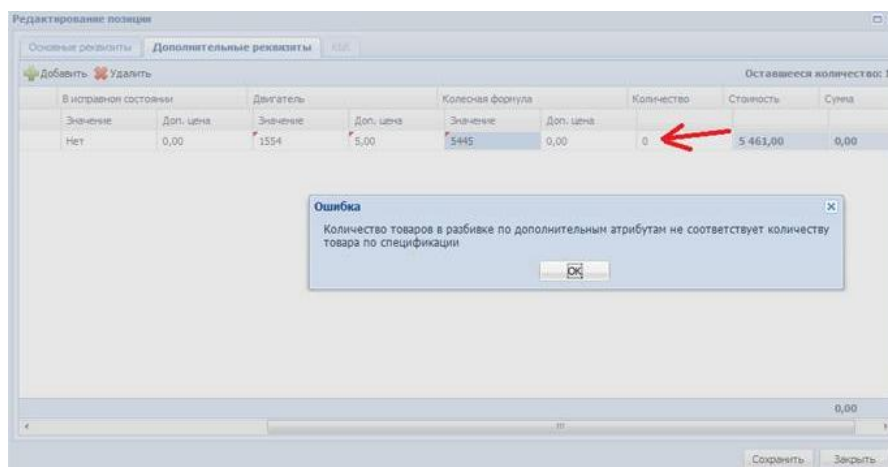 Редактирование позиции
Основные реквизиты Дополнительные реквизиты КБК
Добавить Удалить Оставшееся количество: 1
В исправном состоянии Двигатель Колесная формула Количество Стоимость Сумма
Значение Доп. цена Значение Доп. цена Значение Доп. цена
Нет 0,00 1554 5,00 5445 0,00 0 5 461,00 0,00
Ошибка
Количество товаров в разбивке по дополнительным атрибутам не соответствует количеству
товара по спецификации
OK
0,00
Сохранить Закрыть